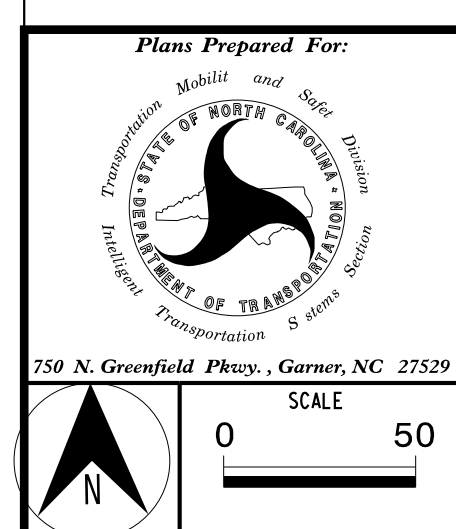 Plans Prepared For:
Transportation Mobilit and Safet Division
STATE OF NORTH CAROLINA
DEPARTMENT OF TRANSPORTATION
Intelligent Transportation S stems Section
750 N. Greenfield Pkwy. , Garner, NC 27529
N
SCALE
0 50